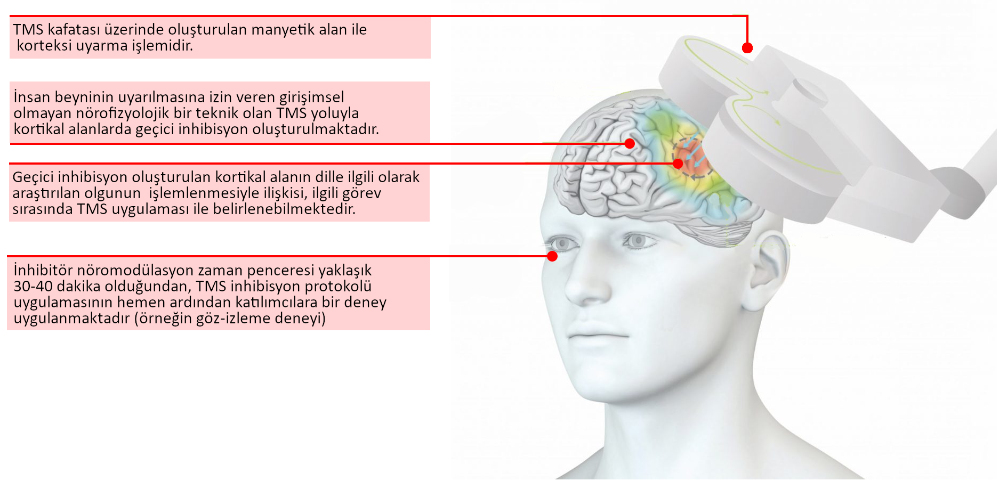 TMS kafatası üzerinde oluşturulan manyetik alan ile
korteksi uyarma işlemidir.
İnsan beyninin uyarılmasına izin veren girişimsel
olmayan nörofizyolojik bir teknik olan TMS yoluyla
kortikal alanlarda geçici inhibisyon oluşturulmaktadır.
Geçici inhibisyon oluşturulan kortikal alanın dille ilgili olarak
araştırılan olgunun  işlemlenmesiyle ilişkisi, ilgili görev
sırasında TMS uygulaması ile belirlenebilmektedir.
İnhibitör nöromodülasyon zaman penceresi yaklaşık
30-40 dakika olduğundan, TMS inhibisyon protokolü
uygulamasının hemen ardından katılımcılara bir deney
uygulanmaktadır (örneğin göz-izleme deneyi)